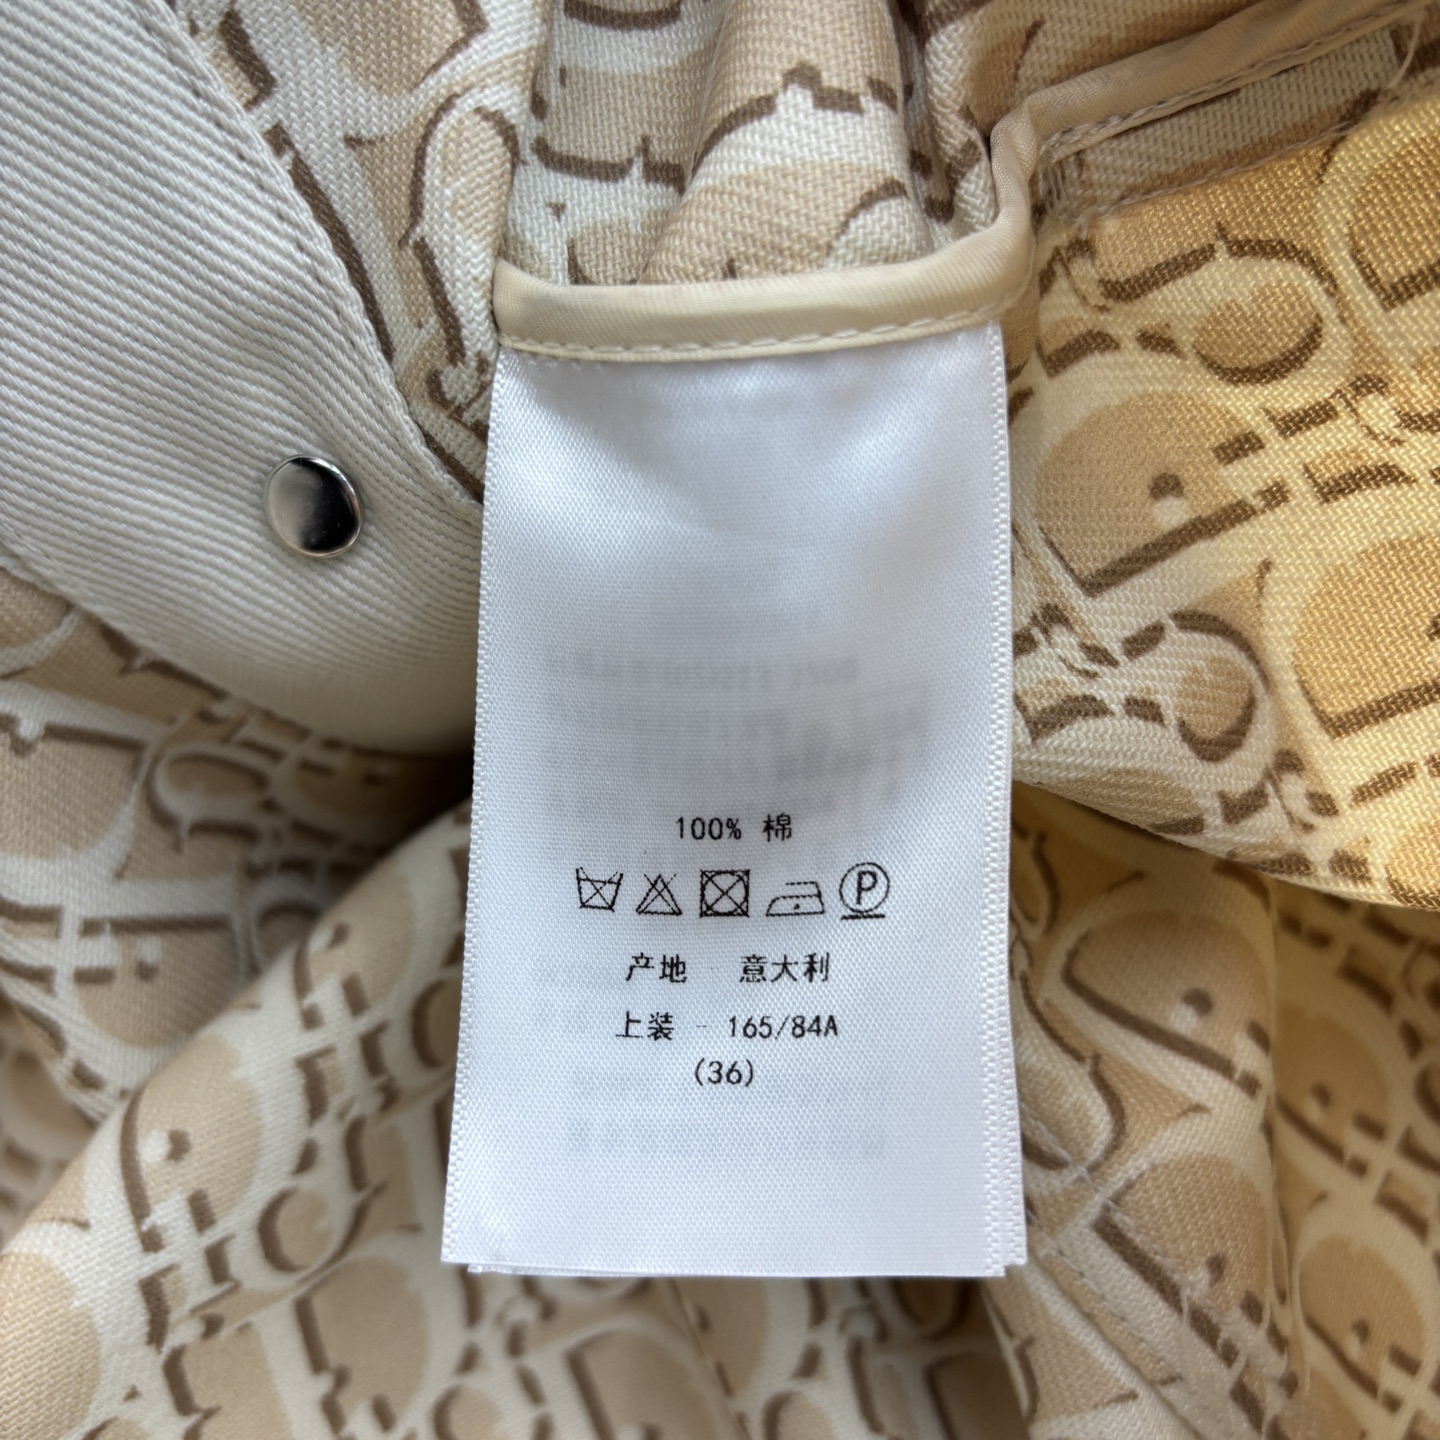 100% 棉
P
产地 - 意大利
上装 - 165/84A
(36)